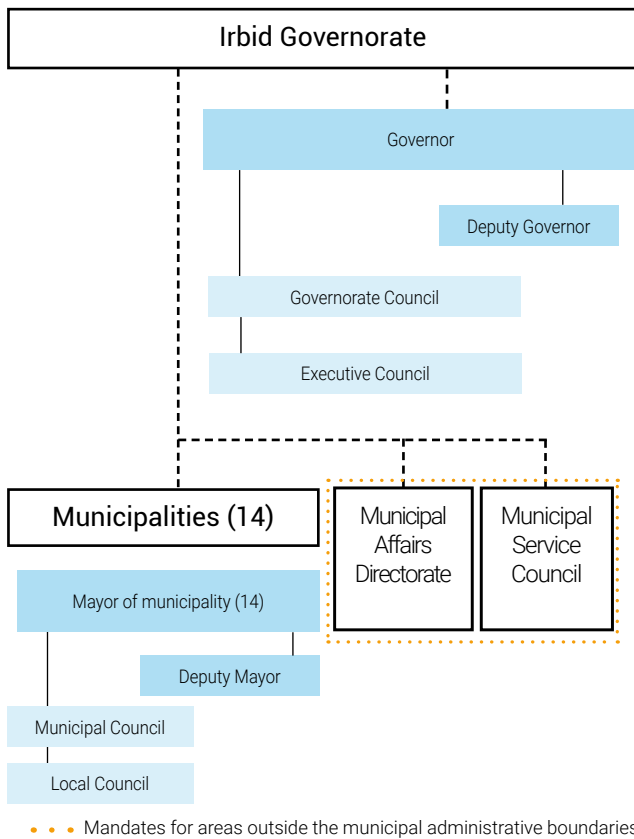 Irbid Governorate
Governor
Deputy Governor
Governorate Council
Executive Council
Municipalities (14)
Municipal
Affairs
Directorate
Municipal
Service
Council
Mayor of municipality (14)
Deputy Mayor
Municipal Council
Local Council
Mandates for areas outside the municipal administrative boundaries